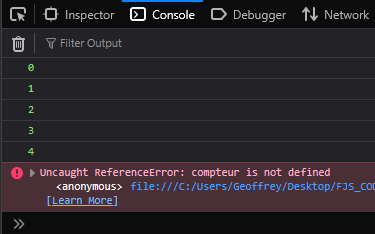 Inspector Console Debugger Network
Filter Output
0
1
2
3
4
Uncaught ReferenceError: compteur is not defined
<anonymous> file:///C:/Users/Geoffrey/Desktop/FJS_COD
[Learn More]